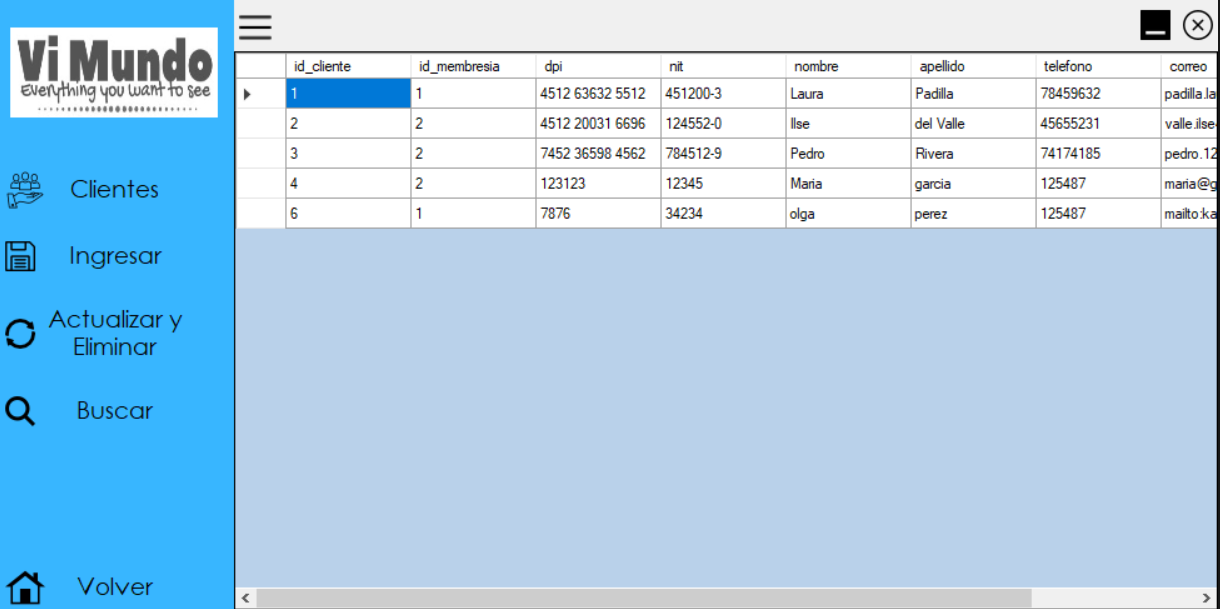 Vi Mundo
Everything you want to see
Clientes
Ingresar
Actualizar y
Eliminar
Buscar
Volver
id_cliente id_membresia dpi nit nombre apellido telefono correo
1 1 4512 63632 5512 451200-3 Laura Padilla 78459632 padilla.la
2 2 4512 20031 6696 124552-0 Ilse del Valle 45655231 valle.ilse
3 2 7452 36598 4562 784512-9 Pedro Rivera 74174185 pedro.12
4 2 123123 12345 Maria garcia 125487 maria@g
6 1 7876 34234 olga perez 125487 mailto:ka